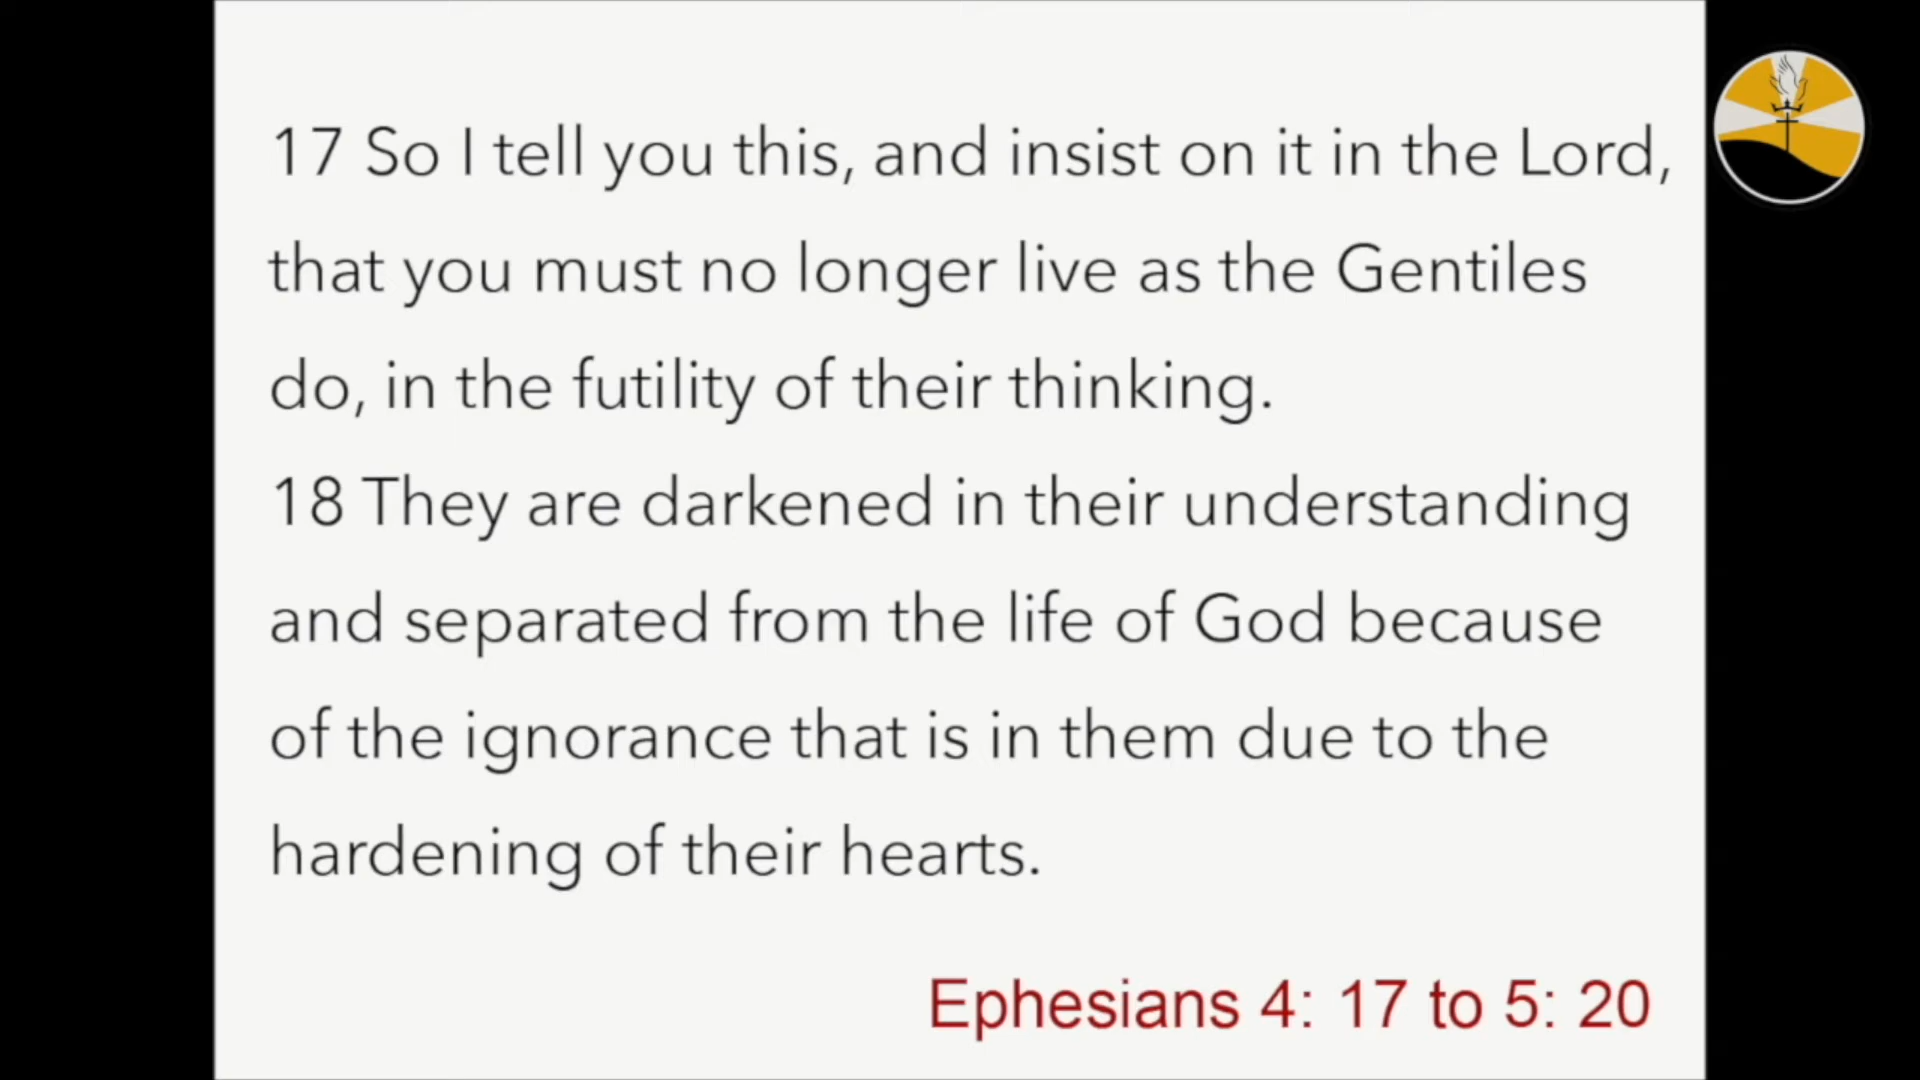 17 So I tell you this, and insist on it in the Lord,
that you must no longer live as the Gentiles
do, in the futility of their thinking.
18 They are darkened in their understanding
and separated from the life of God because
of the ignorance that is in them due to the
hardening of their hearts.
Ephesians 4: 17 to 5: 20